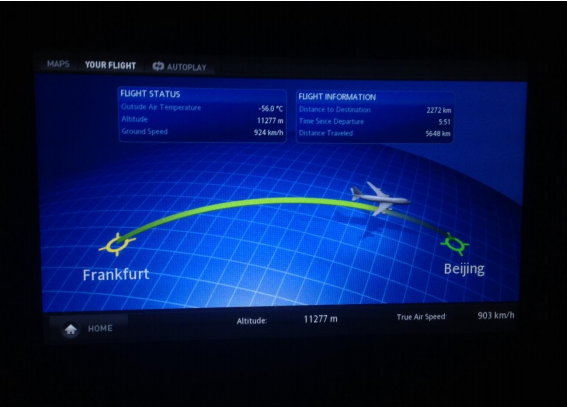 MAPS YOUR FLIGHT AUTOPLAY
FLIGHT STATUS
Outside Air Temperature -56.0 °C
Altitude 11277 m
Ground Speed 924 km/h
FLIGHT INFORMATION
Distance to Destination 2272 km
Time Since Departure 5:51
Distance Traveled 5648 km
Frankfurt
Beijing
HOME Altitude: 11277 m True Air Speed: 903 km/h